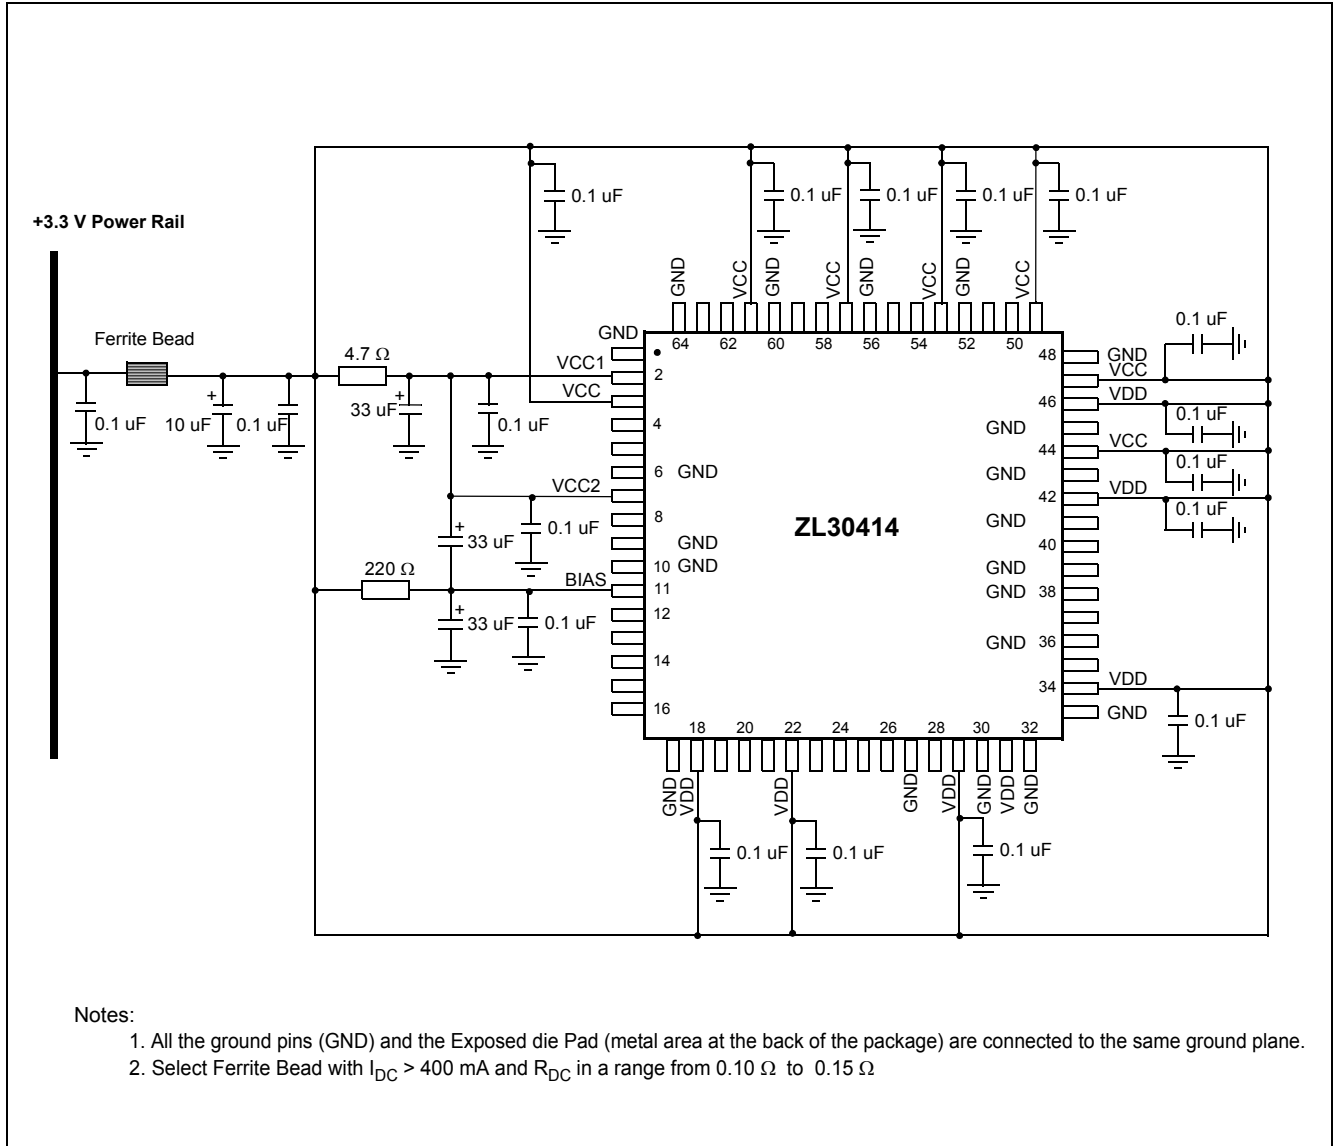 0.1 uF
0.1 uF 0.1 uF 0.1 uF 0.1 uF
+3.3 V Power Rail
GND VCC GND VCC GND VCC GND VCC
64 62 60 58 56 54 52 50
Ferrite Bead
0.1 uF 10 uF 0.1 uF
+
4.7 Ω
33 uF
+
0.1 uF
GND
VCC1 2
VCC
4
6 GND
VCC2
8
GND
10 GND
BIAS 11
12
14
16
0.1 uF
+
33 uF
220 Ω
+
33 uF 0.1 uF
ZL30414
48 GND
VCC
0.1 uF
46 VDD
GND
0.1 uF
44 VCC
GND
0.1 uF
42 VDD
GND
0.1 uF
40
GND
GND 38
GND 36
34 VDD
GND
0.1 uF
18 20 22 24 26 28 30 32
GND VDD VDD GND VDD GND VDD GND
0.1 uF 0.1 uF 0.1 uF
Notes:
1. All the ground pins (GND) and the Exposed die Pad (metal area at the back of the package) are connected to the same ground plane.
2. Select Ferrite Bead with IDC > 400 mA and RDC in a range from 0.10 Ω to 0.15 Ω